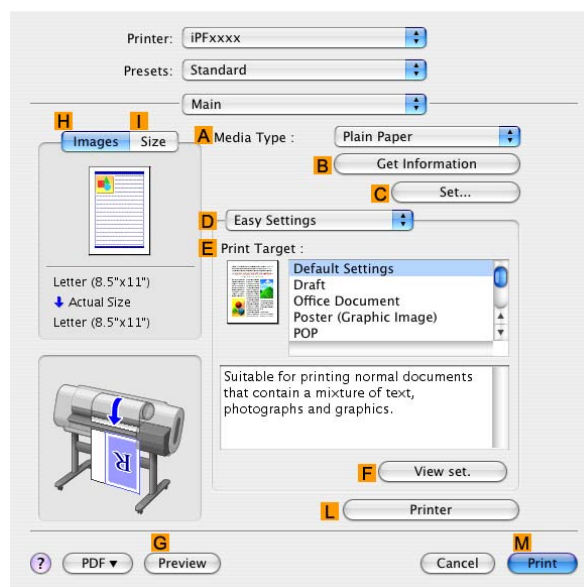 Printer: iPFxxxx
Presets: Standard
Main
H I
Images Size
A Media Type : Plain Paper
B Get Information
C Set...
D Easy Settings
E Print Target :
Default Settings
Draft
Office Document
Poster (Graphic Image)
POP
Letter (8.5"x11")
Actual Size
Letter (8.5"x11")
Suitable for printing normal documents
that contain a mixture of text,
photographs and graphics.
R
F View set.
L Printer
G M
? PDF ▼ Preview Cancel Print